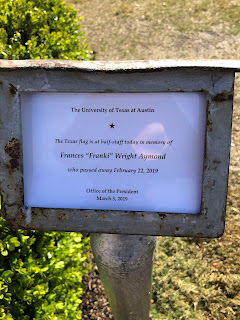 The University of Texas at Austin
★
The Texas flag is at half-staff today in memory of
Frances "Franki" Wright Aymond
who passed away February 22, 2019
Office of the President
March 5, 2019